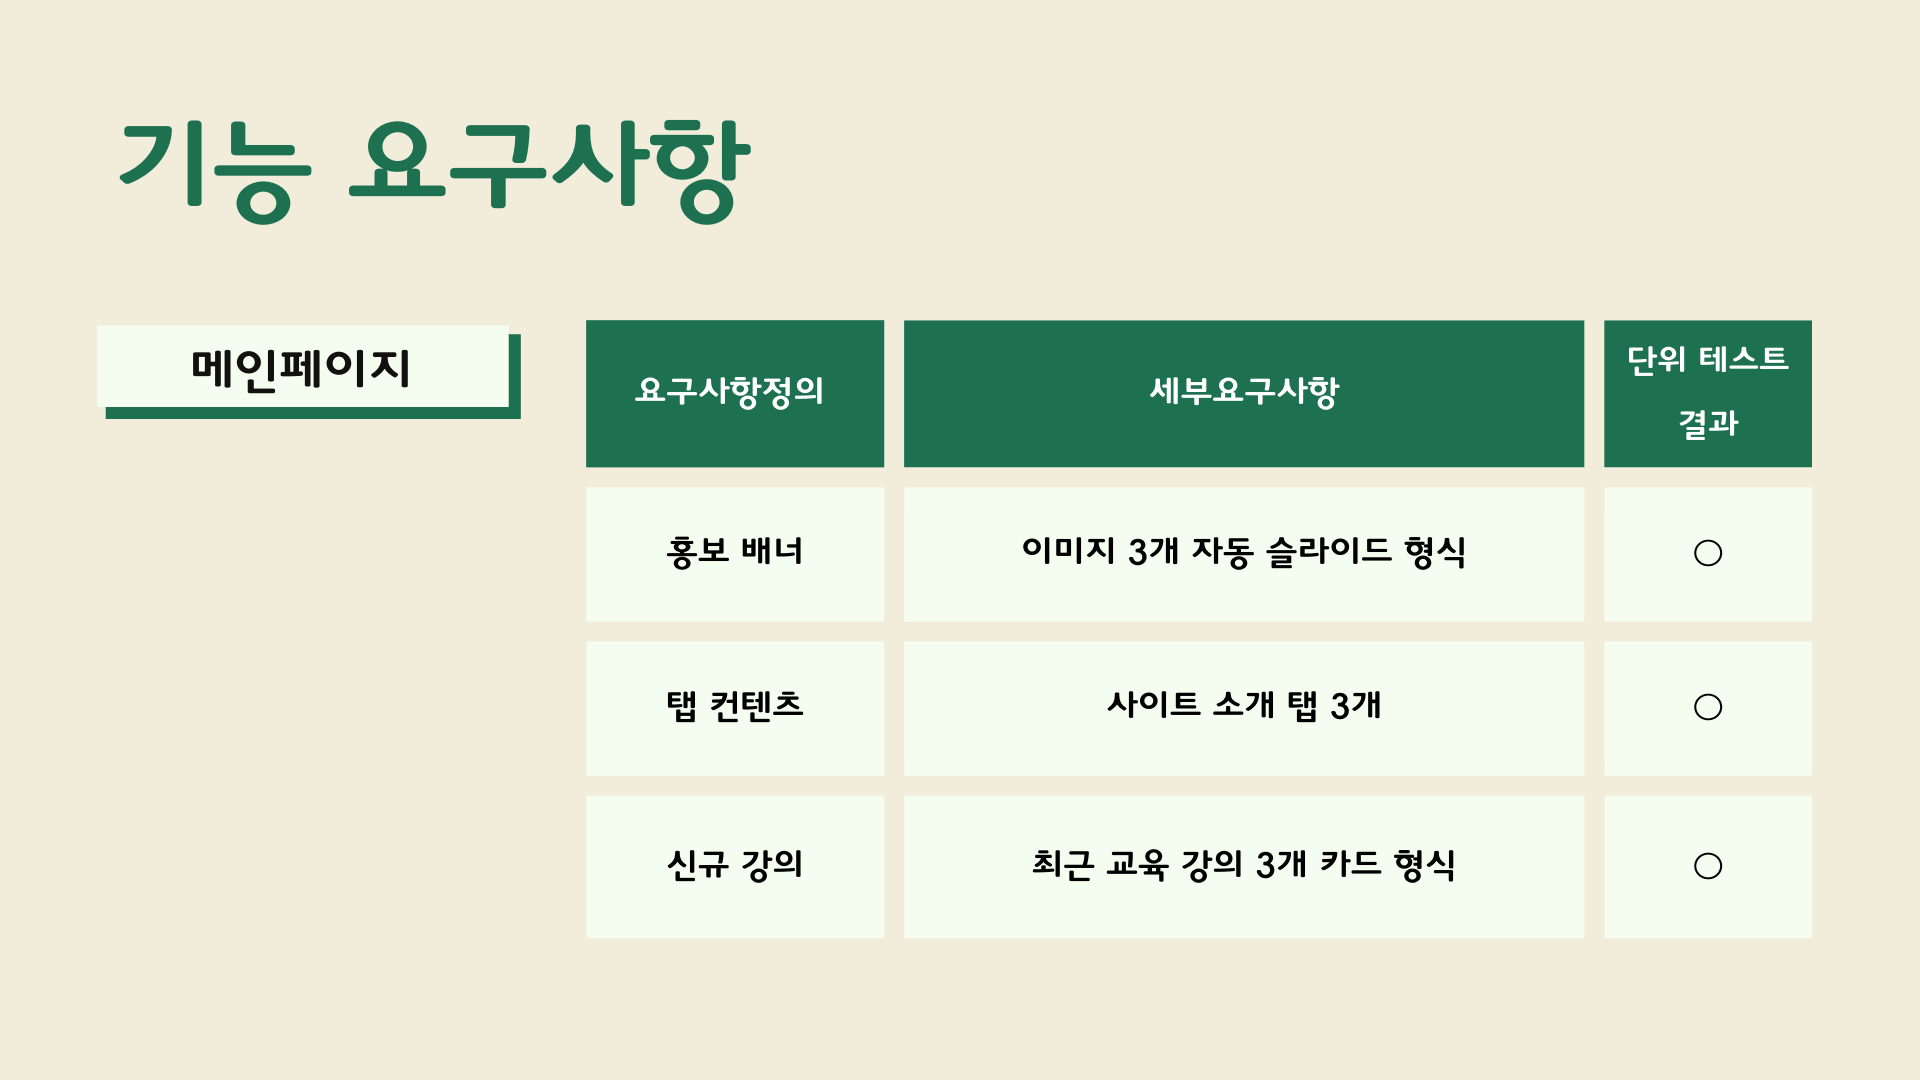 기능 요구사항
메인페이지
요구사항정의
세부요구사항
단위 테스트
결과
홍보 배너
이미지 3개 자동 슬라이드 형식
○
탭 컨텐츠
사이트 소개 탭 3개
○
신규 강의
최근 교육 강의 3개 카드 형식
○